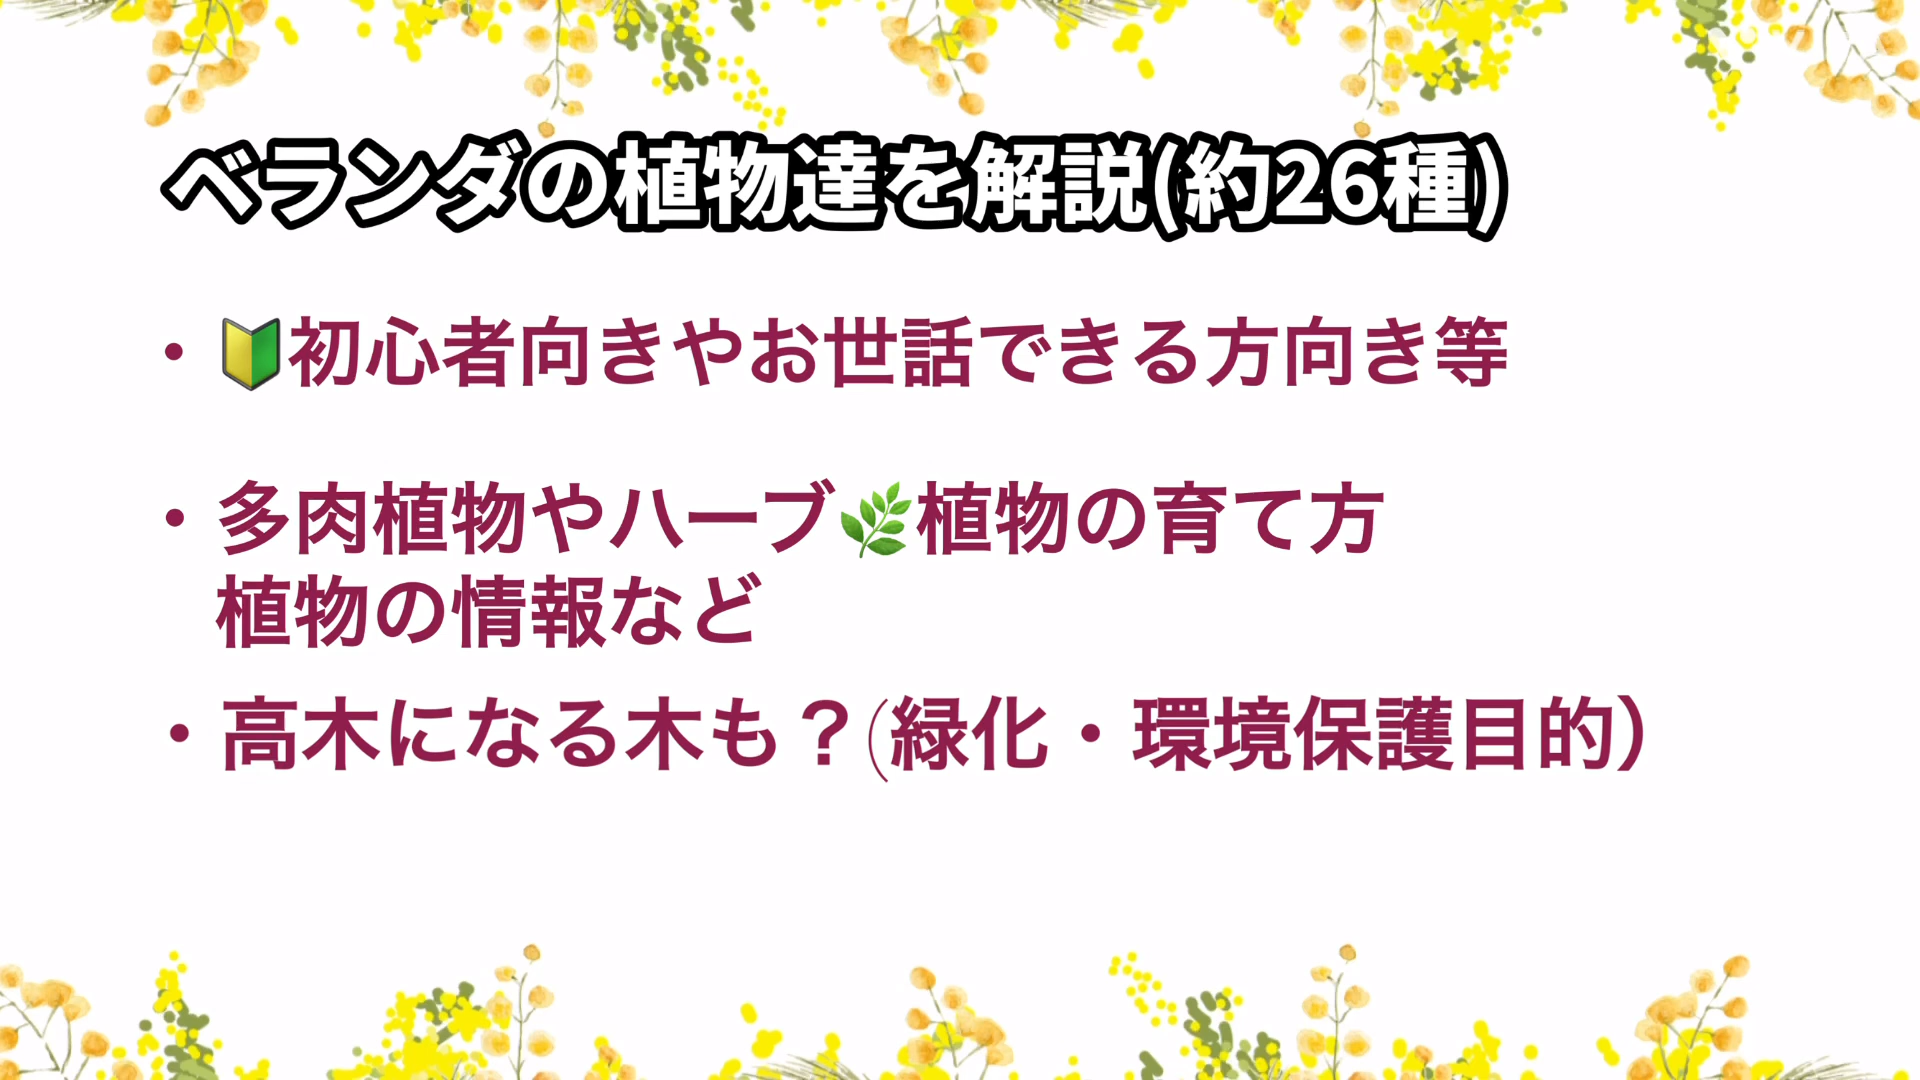 ベランダの植物達を解説(約26種)
・🔰初心者向きやお世話できる方向き等
・多肉植物やハーブ🌿植物の育て方
植物の情報など
・高木になる木も？(緑化・環境保護目的）